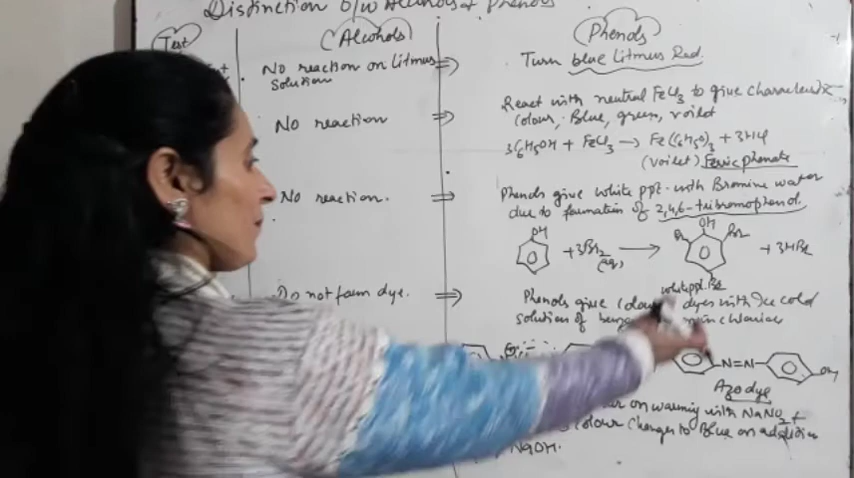 Distinction b/w Alcohols & Phenols
Test
(Alcohols)
(Phenols)
No reaction on Litmus
Solution
⇒
Turn blue Litmus Red.
No reaction
⇒
React with neutral FeCl3 to give characteristic
colour, Blue, green, voilet
3C6H5OH + FeCl3 → Fe(C6H5O)3 + 3HCl
(voilet) Ferric phenate
No reaction.
⇒
Phenols give white ppt. with Bromine water
due to formation of 2,4,6-tribromophenol.
OH
+3Br2 (aq) →
OH
Br
Br
+ 3HBr
white ppt. Br
Do not form dye.
⇒
Phenols give colour dyes with Ice cold
solution of
N=N
OH
Azo dye
on warming with NaNO2 +
colour changes to Blue on addition
NaOH.